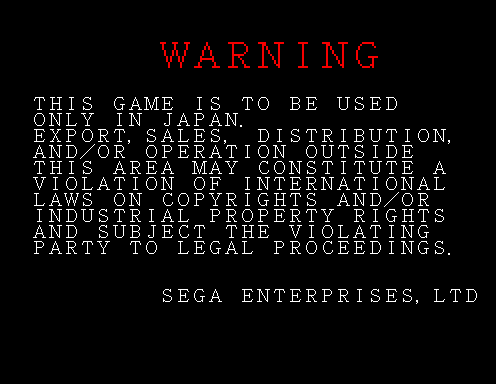 WARNING
THIS GAME IS TO BE USED
ONLY IN JAPAN.
EXPORT, SALES, DISTRIBUTION,
AND/OR OPERATION OUTSIDE
THIS AREA MAY CONSTITUTE A
VIOLATION OF INTERNATIONAL
LAWS ON COPYRIGHTS AND/OR
INDUSTRIAL PROPERTY RIGHTS
AND SUBJECT THE VIOLATING
PARTY TO LEGAL PROCEEDINGS.
SEGA ENTERPRISES, LTD